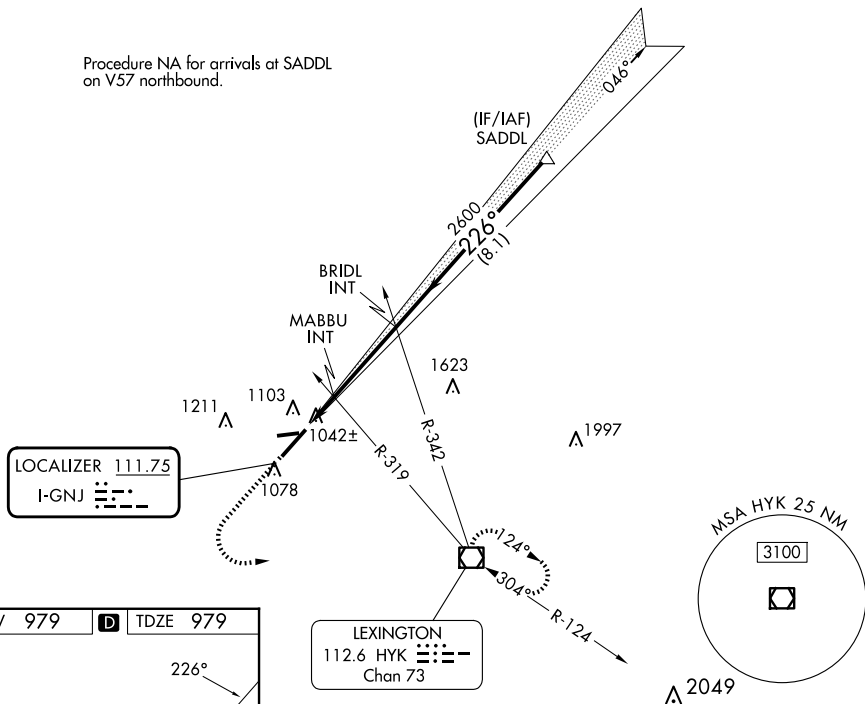 Procedure NA for arrivals at SADDL
on V57 northbound.
046°
(IF/IAF)
SADDL
2600
226°
(8.1)
BRIDL
INT
MABBU
INT
1623
1103
1211
1042±
1997
R-342
R-319
LOCALIZER 111.75
I-GNJ
1078
MSA HYK 25 NM
3100
124°
304°
R-124
LEXINGTON
112.6 HYK
Chan 73
979
D
TDZE 979
226°
2049